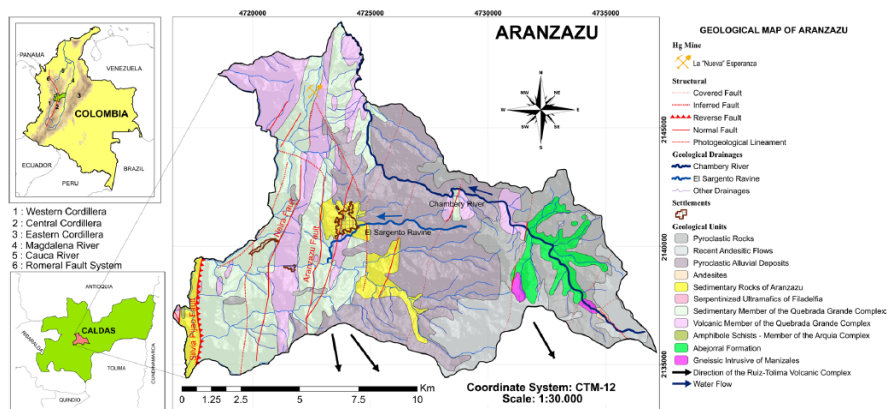 4720000 4725000 4730000 4735000
ARANZAZU
PANAMA
VENEZUELA
COLOMBIA
ECUADOR
BRAZIL
PERU
1 : Western Cordillera
2 : Central Cordillera
3 : Eastern Cordillera
4 : Magdalena River
5 : Cauca River
6 : Romeral Fault System
ANTIOQUIA
CALDAS
RISARALDA
CUNDINAMARCA
TOLIMA
QUINDIO
N
NE
E
SE
S
SW
W
NW
Chambery River
El Sargento Ravine
Neira Fault
Aranzazu Fault
2145000
2140000
2135000
0 1.25 2.5 5 7.5 10 Km
Coordinate System: CTM-12
Scale: 1:30.000
GEOLOGICAL MAP OF ARANZAZU
Hg Mine
La "Nueva" Esperanza
Structural
Covered Fault
Inferred Fault
Reverse Fault
Normal Fault
Photogeological Lineament
Geological Drainages
Chambery River
El Sargento Ravine
Other Drainages
Settlements
Geological Units
Pyroclastic Rocks
Recent Andesitic Flows
Pyroclastic Alluvial Deposits
Andesites
Sedimentary Rocks of Aranzazu
Serpentinized Ultramafics of Filadelfia
Sedimentary Member of the Quebrada Grande Complex
Volcanic Member of the Quebrada Grande Complex
Amphibole Schists - Member of the Arquia Complex
Abejorral Formation
Gneissic Intrusive of Manizales
Direction of the Ruiz-Tolima Volcanic Complex
Water Flow